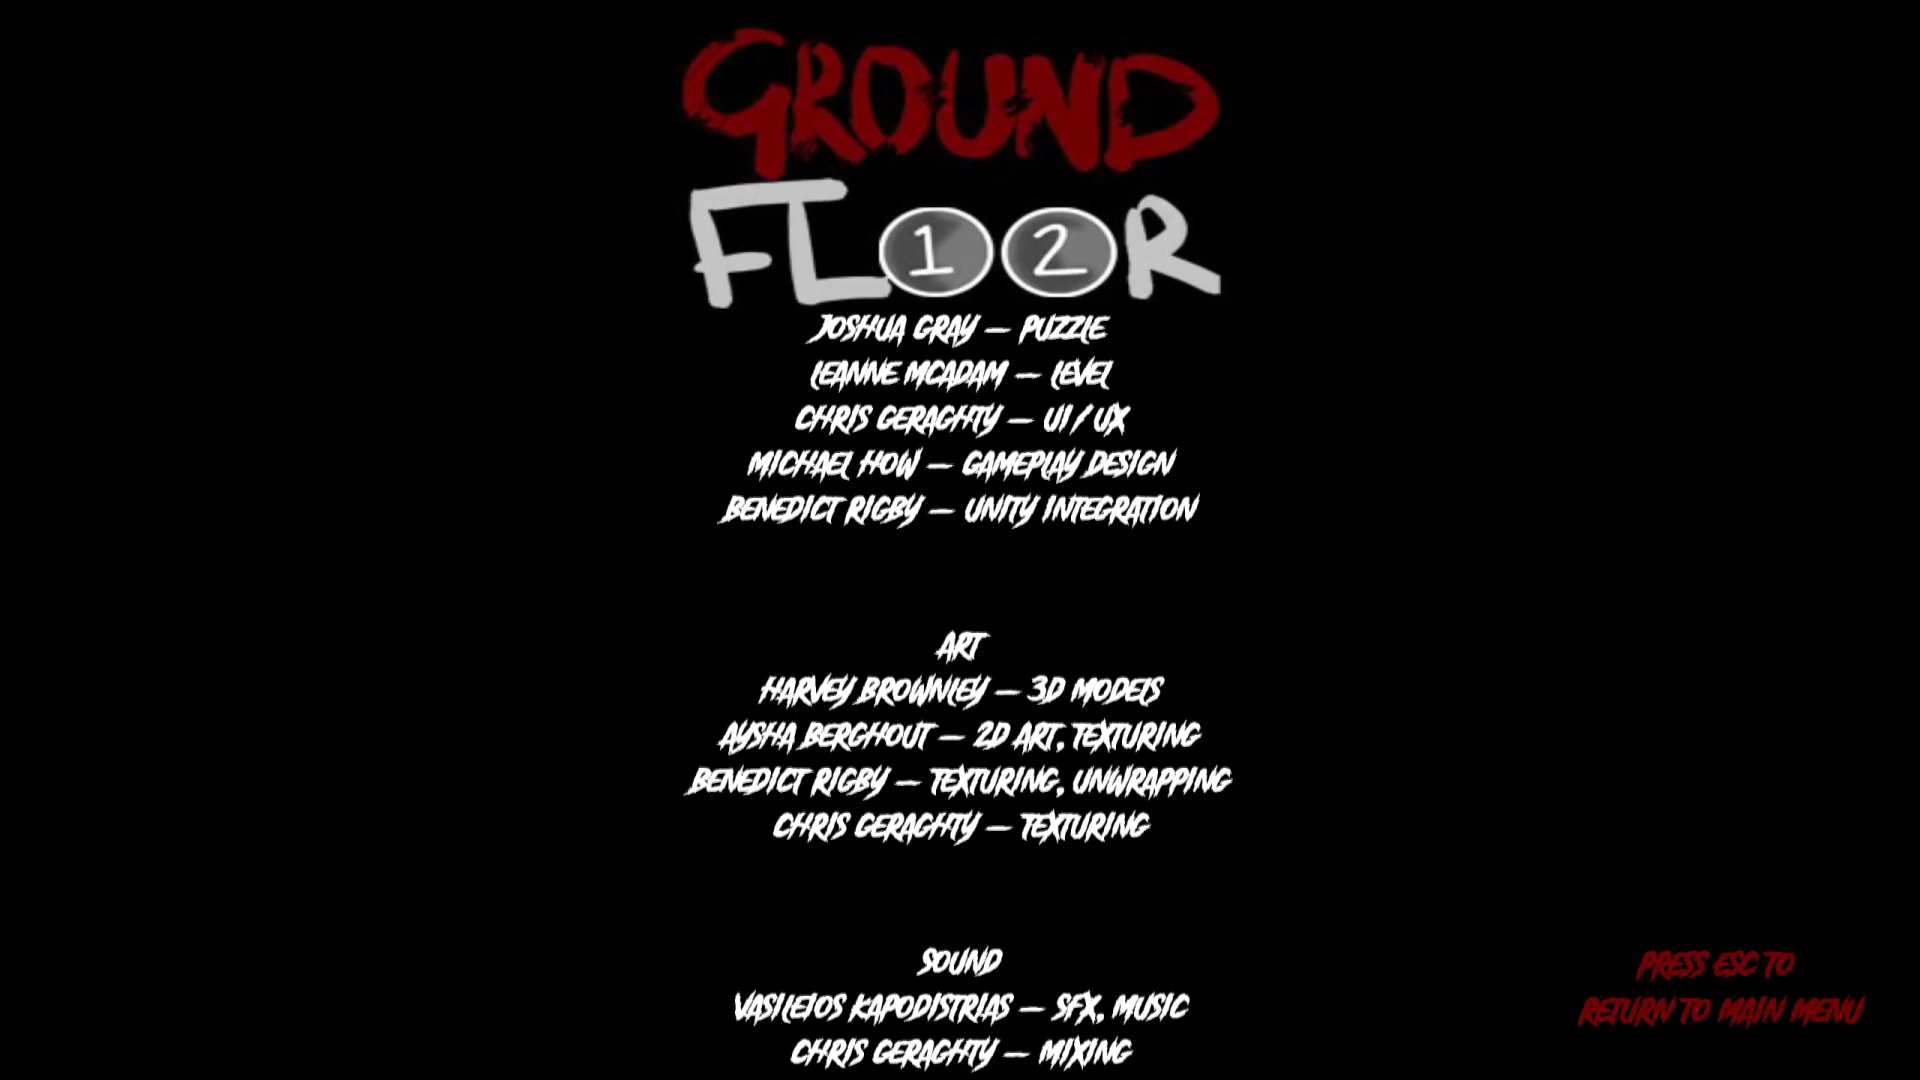 GROUND
FL12R
JOSHUA GRAY – PUZZLE
LEANNE MCADAM – LEVEL
CHRIS GERAGHTY – UI / UX
MICHAEL HOW – GAMEPLAY DESIGN
BENEDICT RIGBY – UNITY INTEGRATION
ART
HARVEY BROWNLEY – 3D MODELS
AYSHA BERGHOUT – 2D ART, TEXTURING
BENEDICT RIGBY – TEXTURING, UNWRAPPING
CHRIS GERAGHTY – TEXTURING
SOUND
VASILEIOS KAPODISTRIAS – SFX, MUSIC
CHRIS GERAGHTY – MIXING
PRESS ESC TO
RETURN TO MAIN MENU